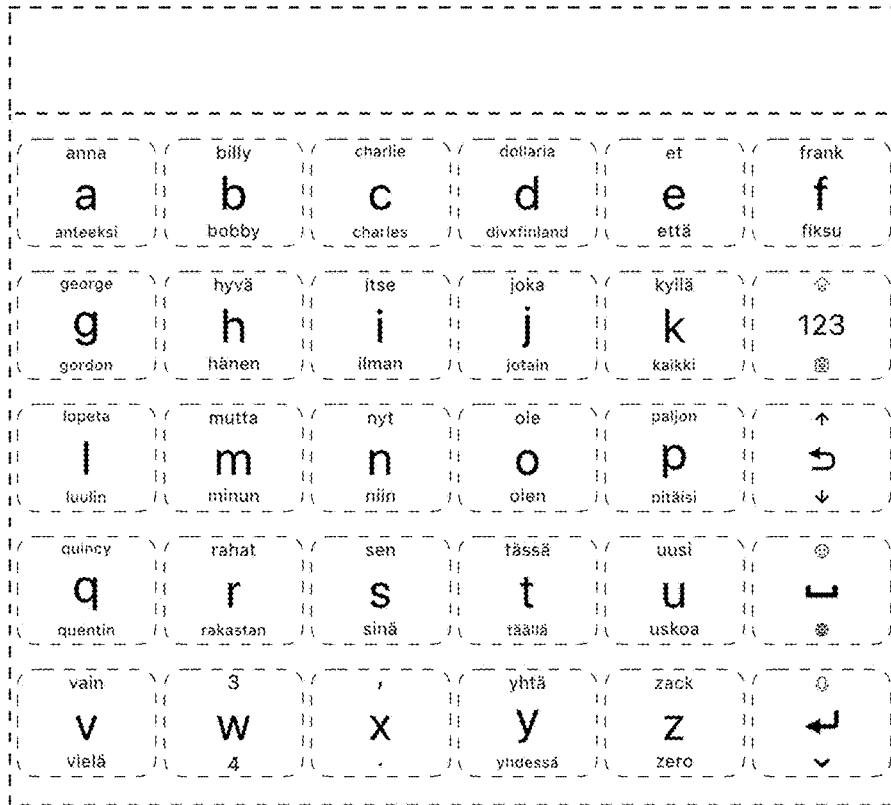 anna billy charlie dollaria et frank
a b c d e f
anteeksi bobby charles divxfinland että fiksu
george hyvä itse joka kyllä
g h i j k 123
gordon hänen ilman jotain kaikki
lopeta mutta nyt ole paljon
l m n o p
luulin minun niin olen pitäisi
quincy rahat sen tässä uusi
q r s t u
quentin rakastan sinä täällä uskoa
vain 3 , yhtä zack
v w x y z
vielä 4 . yhdessä zero